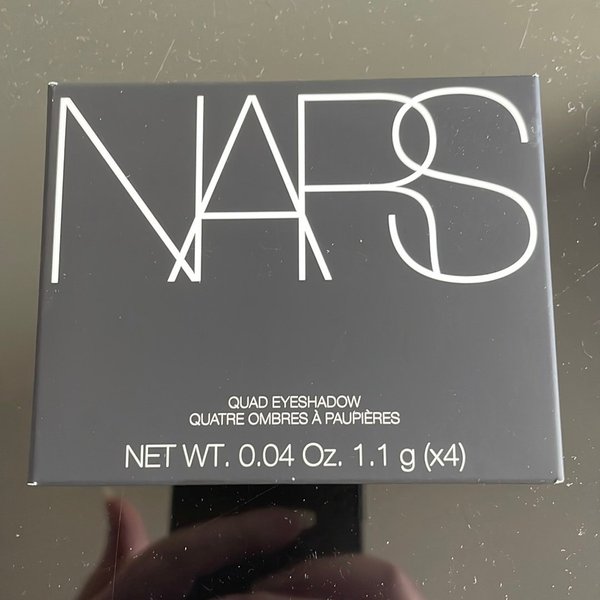 NARS
QUAD EYESHADOW
QUATRE OMBRES À PAUPIÈRES
NET WT. 0.04 Oz. 1.1 g (x4)